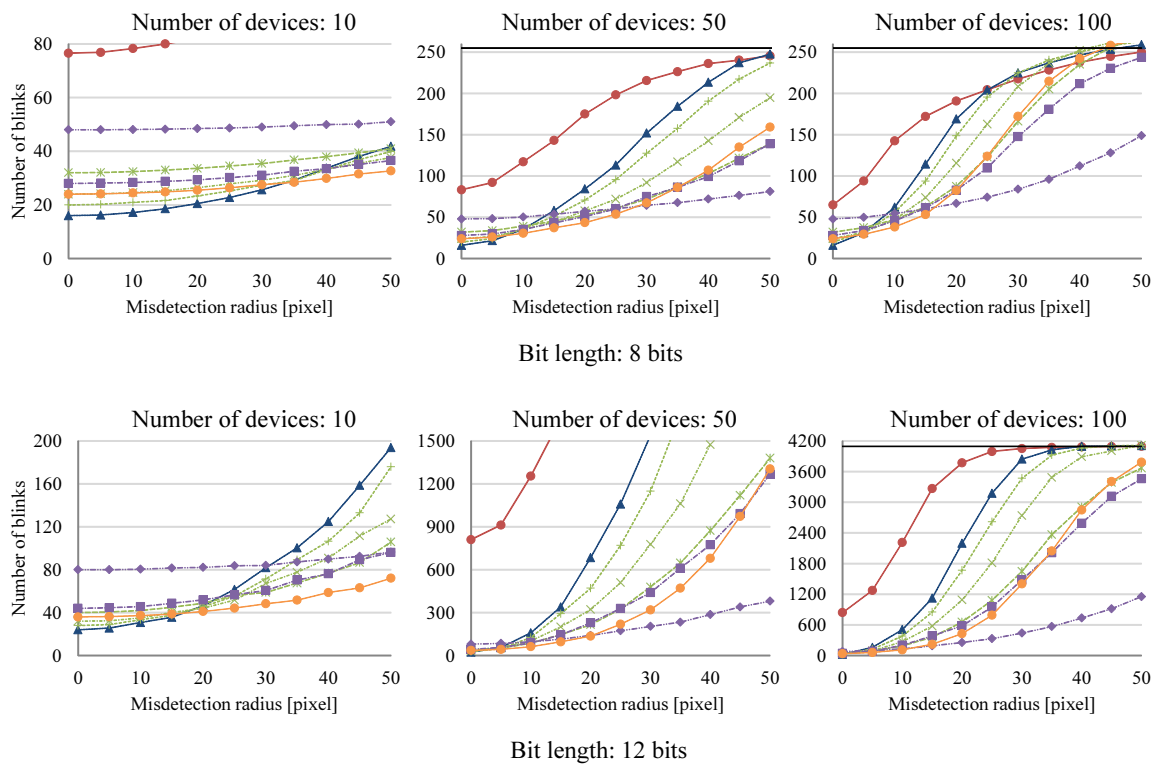 Number of devices: 10
Number of devices: 50
Number of devices: 100
Number of blinks
80
60
40
20
0
0 10 20 30 40 50
Misdetection radius [pixel]
250
200
150
100
50
0
0 10 20 30 40 50
Misdetection radius [pixel]
250
200
150
100
50
0
0 10 20 30 40 50
Misdetection radius [pixel]
Bit length: 8 bits
Number of devices: 10
Number of devices: 50
Number of devices: 100
Number of blinks
200
160
120
80
40
0
0 10 20 30 40 50
Misdetection radius [pixel]
1500
1200
900
600
300
0
0 10 20 30 40 50
Misdetection radius [pixel]
4200
3600
3000
2400
1800
1200
600
0
0 10 20 30 40 50
Misdetection radius [pixel]
Bit length: 12 bits